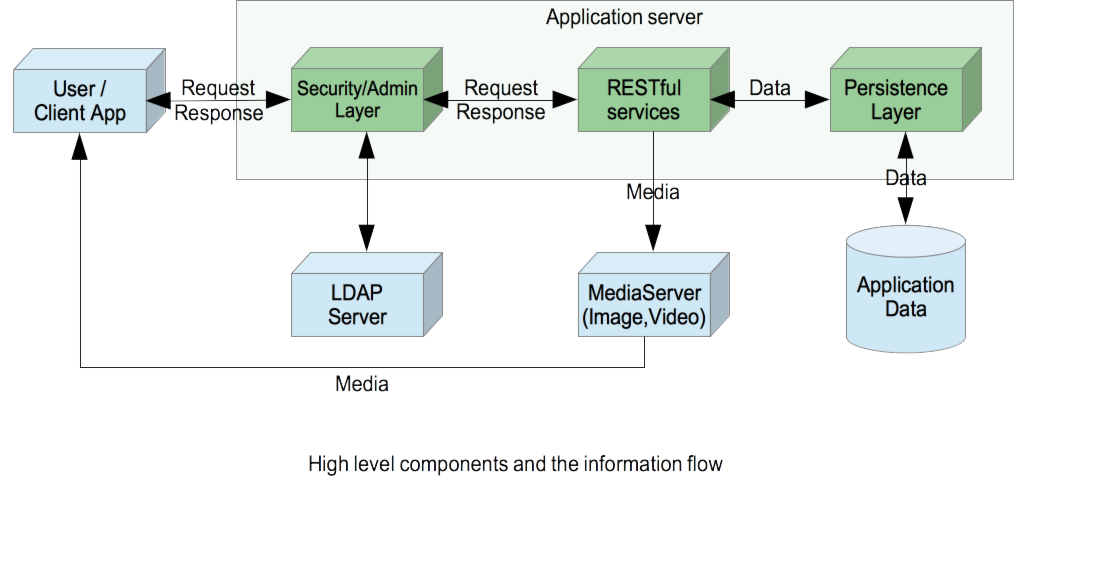 Application server
User /
Client App
Request
Response
Security/Admin
Layer
Request
Response
RESTful
services
Data
Persistence
Layer
Media
Data
LDAP
Server
MediaServer
(Image,Video)
Application
Data
Media
High level components and the information flow